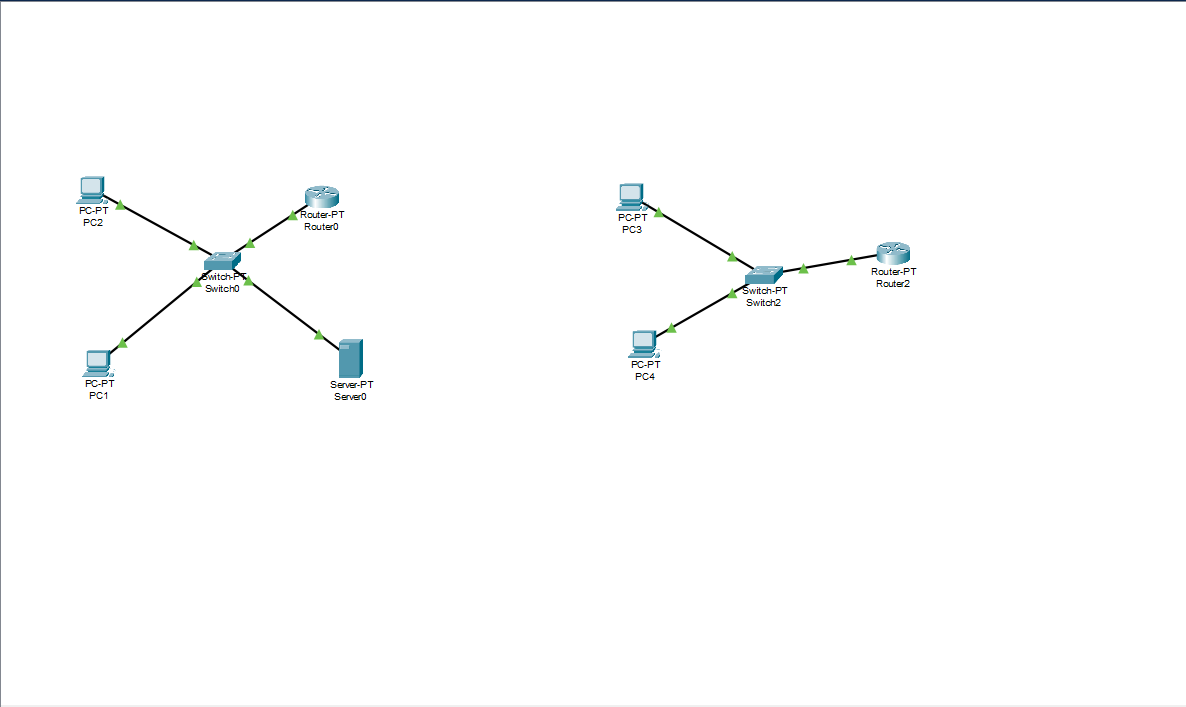 PC-PT
PC2
Router-PT
Router0
Switch-PT
Switch0
PC-PT
PC1
Server-PT
Server0
PC-PT
PC3
Router-PT
Router2
Switch-PT
Switch2
PC-PT
PC4